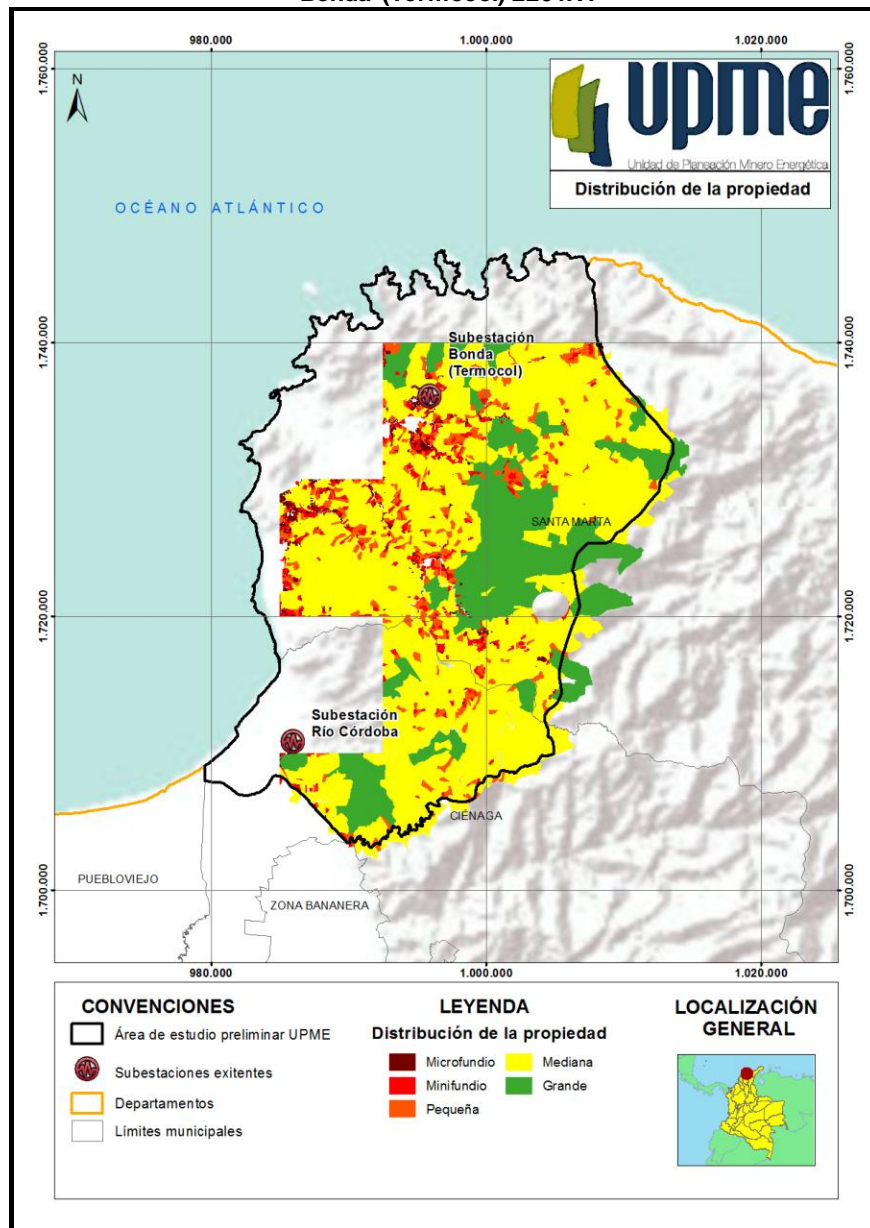 Bonda (Termocol) 220kV
980.000
1.000.000
1.020.000
1.760.000
1.760.000
N
upme
Unidad de Planeación Minero Energética
Distribución de la propiedad
OCÉANO ATLÁNTICO
1.740.000
1.740.000
Subestación
Bonda
(Termocol)
SANTA MARTA
1.720.000
1.720.000
Subestación
Río Córdoba
CIÉNAGA
PUEBLOVIEJO
ZONA BANANERA
1.700.000
1.700.000
980.000
1.000.000
1.020.000
CONVENCIONES
Área de estudio preliminar UPME
Subestaciones exitentes
Departamentos
Límites municipales
LEYENDA
Distribución de la propiedad
Microfundio
Minifundio
Pequeña
Mediana
Grande
LOCALIZACIÓN
GENERAL